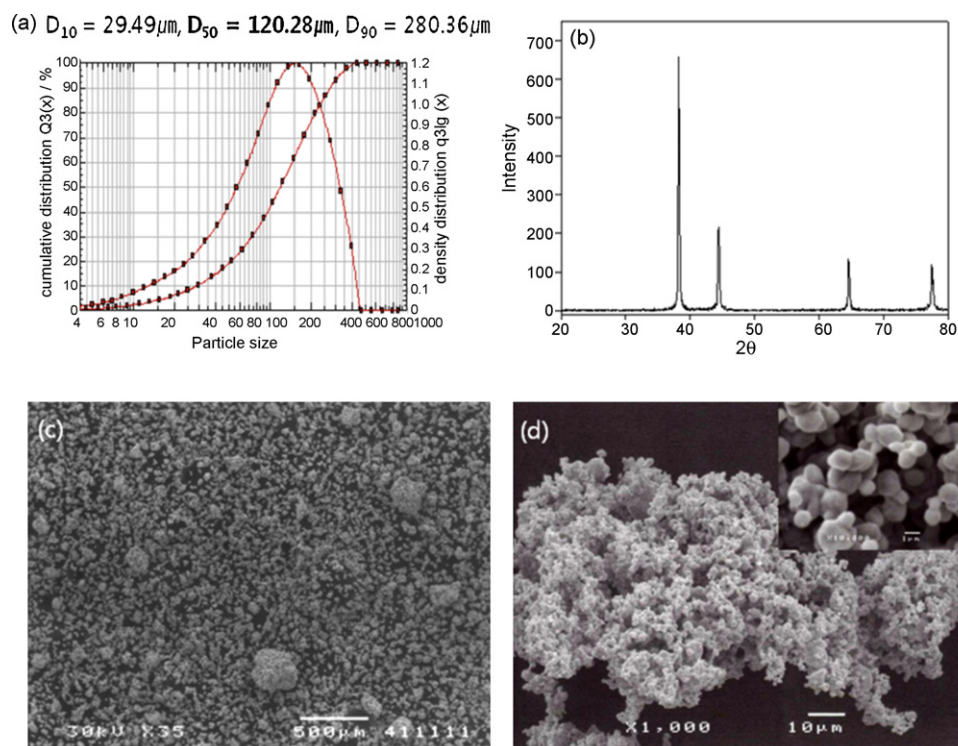 (a) D10 = 29.49μm, D50 = 120.28μm, D90 = 280.36μm
cumulative distribution Q3(x) / %
100
90
80
70
60
50
40
30
20
10
0
4 6 8 10 20 40 60 80 100 200 400 600 8001000
Particle size
1.2
1.1
1.0
0.9
0.8
0.7
0.6
0.5
0.4
0.3
0.2
0.1
0
density distribution q3lg (x)
(b)
Intensity
700
600
500
400
300
200
100
0
20 30 40 50 60 70 80
2θ
(c)
30kU X35 500μm 411111
(d)
X10,000 1μm
X1,000 10μm